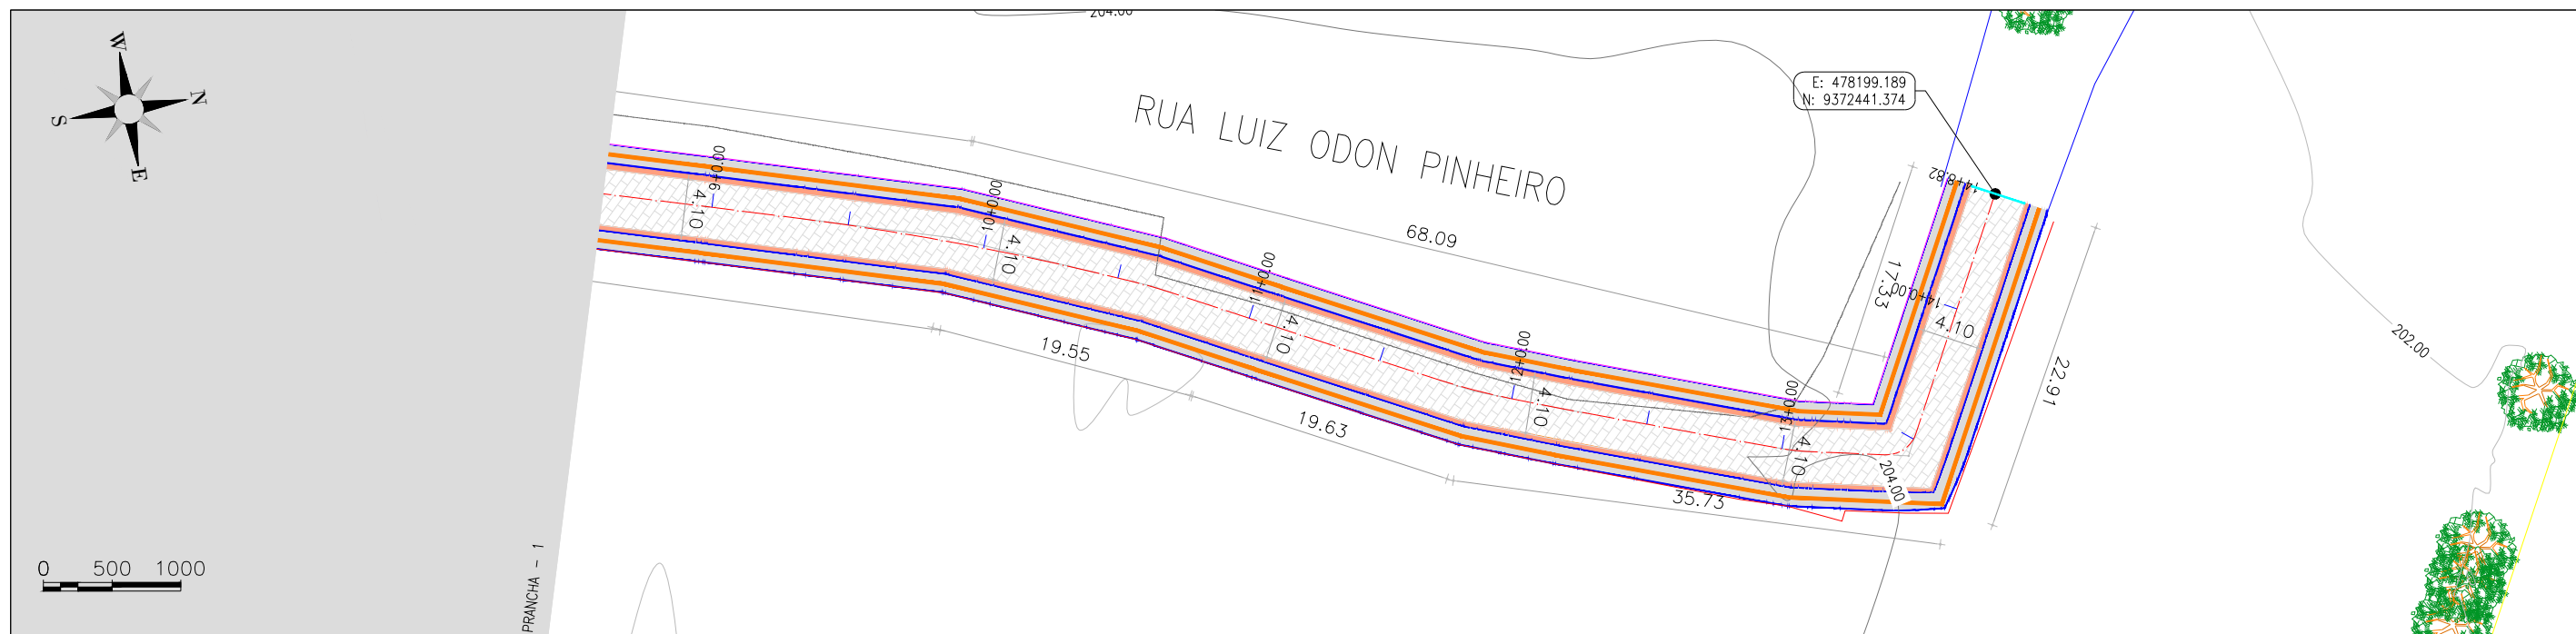 204.00
W
N
S
E
E: 478199.189
N: 9372441.374
RUA LUIZ ODON PINHEIRO
68.09
9+0.00
4.10
10+0.00
4.10
11+0.00
4.10
12+0.00
4.10
13+0.00
4.10
14+0.00
4.10
14+8.82
17.33
22.91
202.00
19.55
19.63
35.73
204.00
0 500 1000
PRANCHA - 1